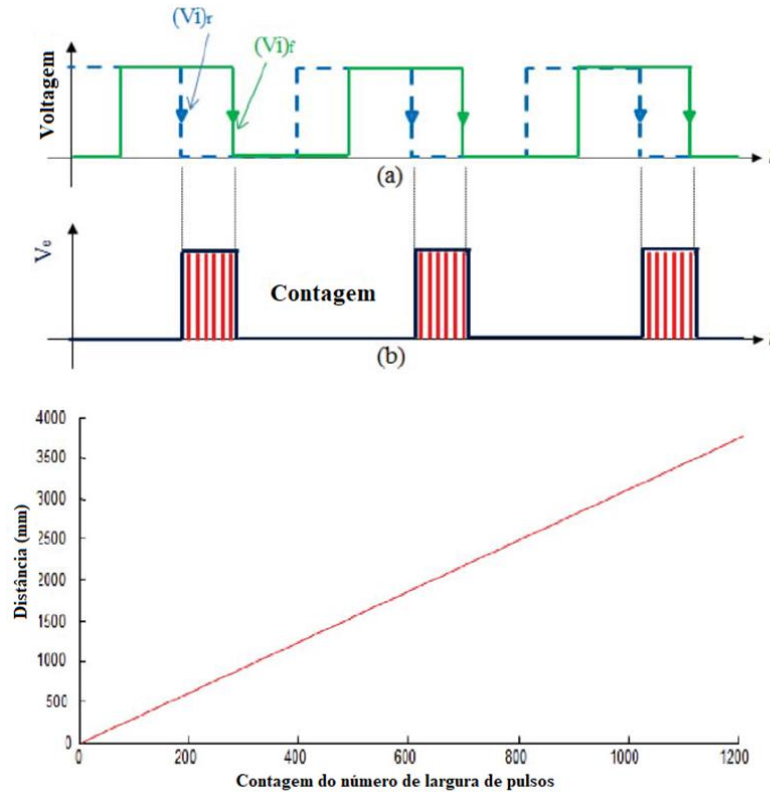 (Vi)r
(Vi)f
Voltagem
(a)
Ve
Contagem
(b)
4000
3500
3000
2500
2000
1500
1000
500
0
Distância (mm)
0 200 400 600 800 1000 1200
Contagem do número de largura de pulsos